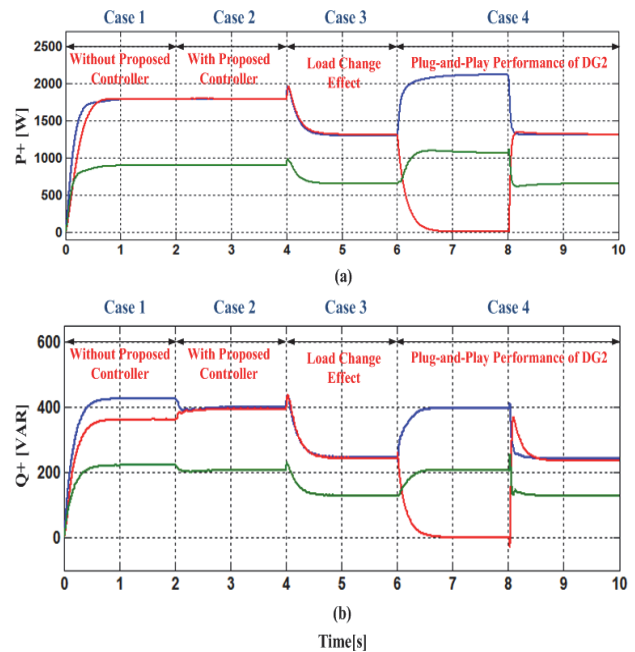 Case 1 Case 2 Case 3 Case 4
2500
2000
1500
1000
500
0
P+ [W]
Without Proposed
Controller
With Proposed
Controller
Load Change
Effect
Plug-and-Play Performance of DG2
0 1 2 3 4 5 6 7 8 9 10
(a)
Case 1 Case 2 Case 3 Case 4
600
400
200
0
Q+ [VAR]
Without Proposed
Controller
With Proposed
Controller
Load Change
Effect
Plug-and-Play Performance of DG2
0 1 2 3 4 5 6 7 8 9 10
(b)
Time[s]